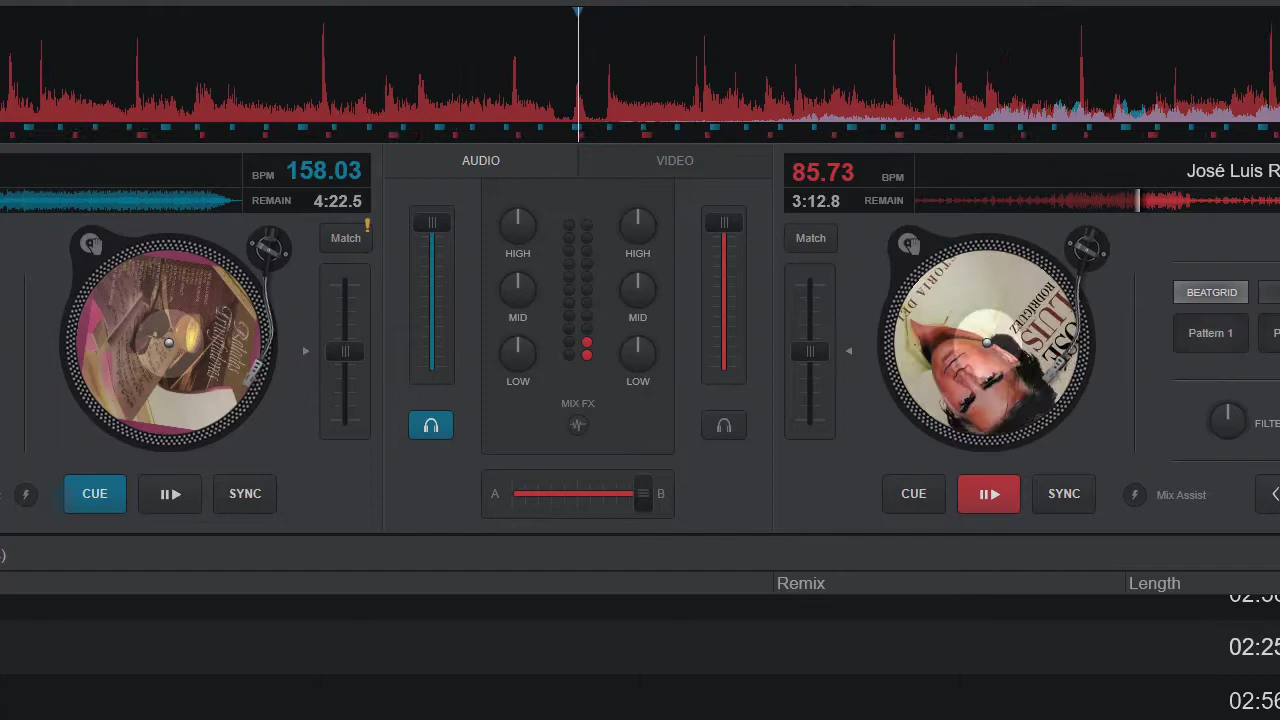 AUDIO
VIDEO
BPM
158.03
REMAIN
4:22.5
85.73
BPM
3:12.8
REMAIN
José Luis R
Match
Match
HIGH
HIGH
MID
MID
LOW
LOW
MIX FX
A
B
BEATGRID
Pattern 1
P
FILTE
LUIS
RODRIGUEZ
CUE
SYNC
CUE
SYNC
Mix Assist
Remix
Length
02:25
02:56